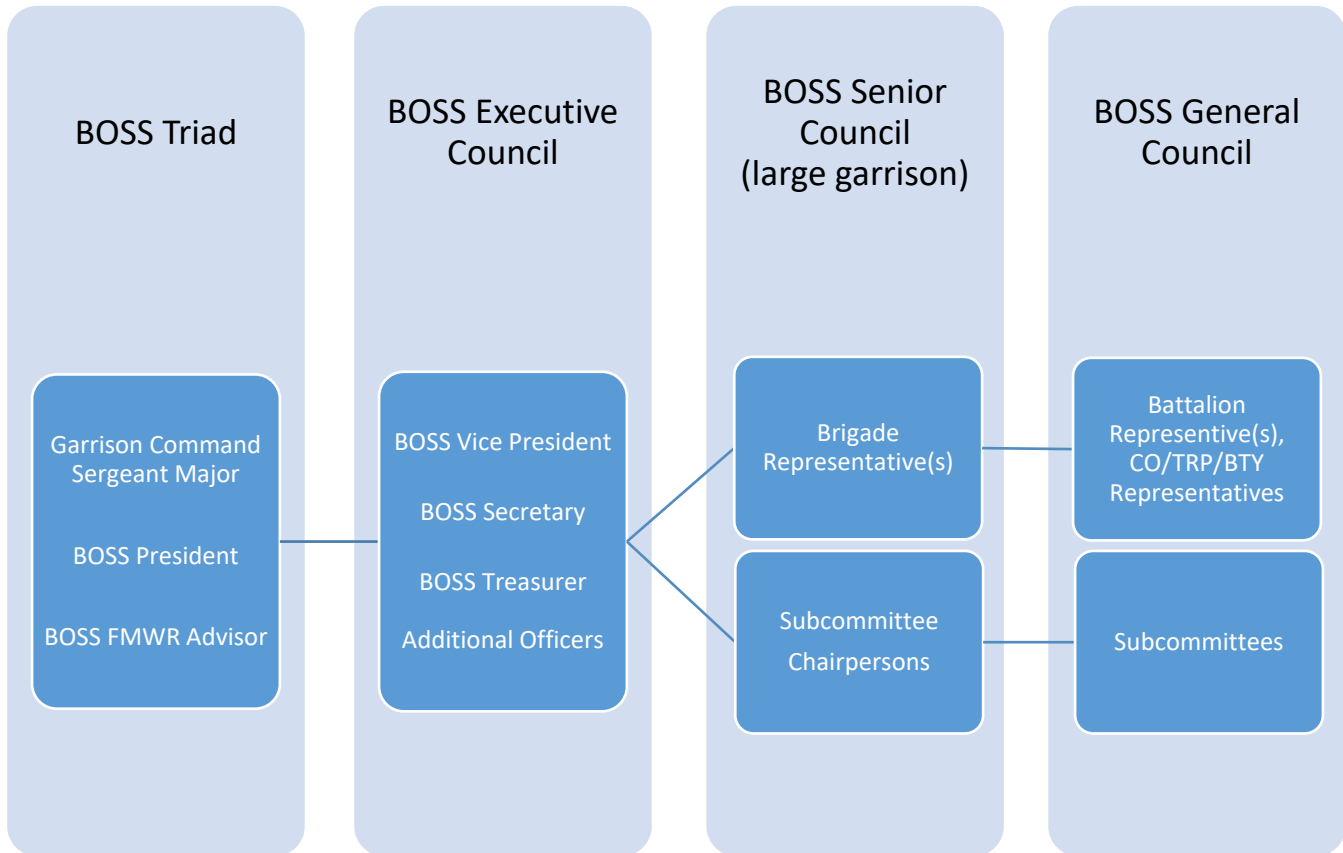 BOSS Triad
Garrison Command
Sergeant Major
BOSS President
BOSS FMWR Advisor
BOSS Executive
Council
BOSS Vice President
BOSS Secretary
BOSS Treasurer
Additional Officers
BOSS Senior
Council
(large garrison)
Brigade
Representative(s)
Subcommittee
Chairpersons
BOSS General
Council
Battalion
Representive(s),
CO/TRP/BTY
Representatives
Subcommittees